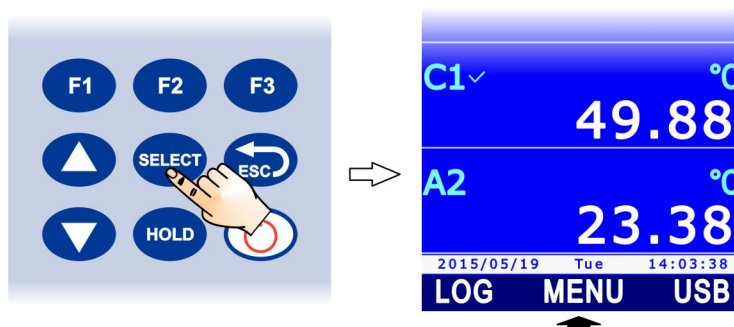 F1 F2 F3
SELECT ESC
HOLD
C1✓ °C
49.88
A2 °C
23.38
2015/05/19 Tue 14:03:38
LOG MENU USB